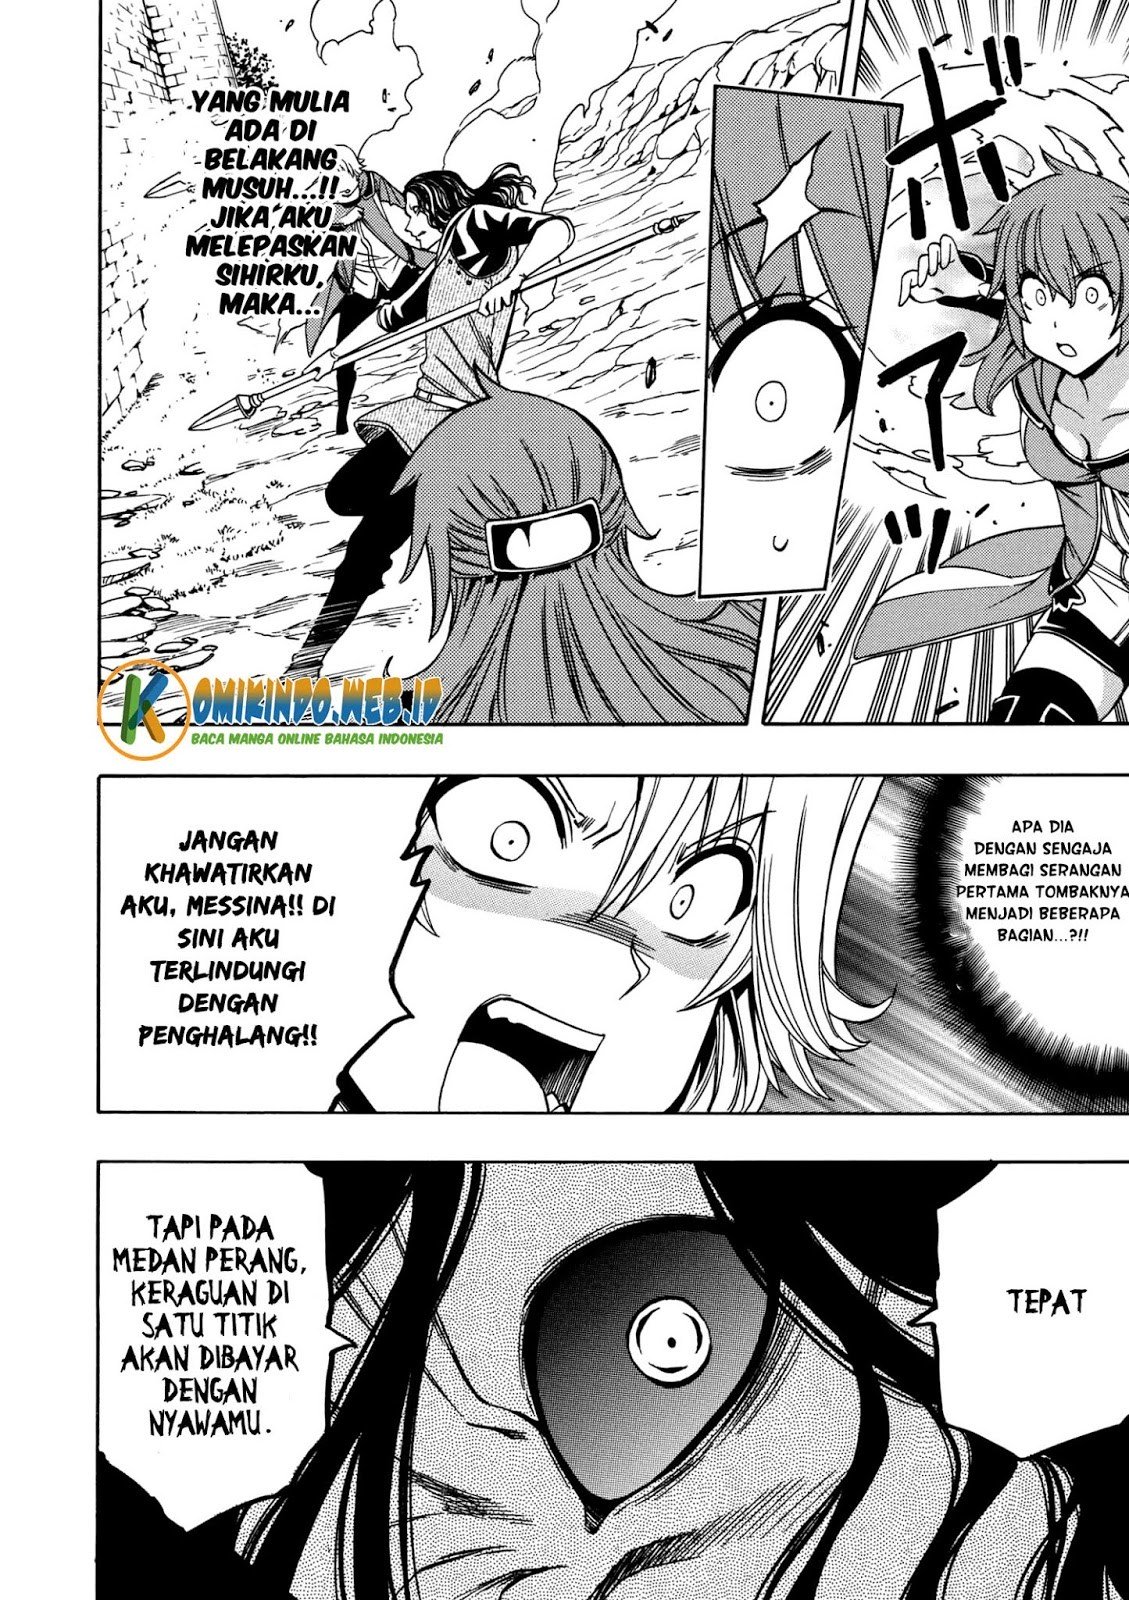 ボ
ア
゛
YANG MULIA
ADA DI
BELAKANG
MUSUH...!!
JIKA AKU
MELEPASKAN
SIHIRKU,
MAKA...
KOMIKINDO.WEB.ID
BACA MANGA ONLINE BAHASA INDONESIA
APA DIA
DENGAN SENGAJA
MEMBAGI SERANGAN
PERTAMA TOMBAKNYA
MENJADI BEBERAPA
BAGIAN...?!!
JANGAN
KHAWATIRKAN
AKU, MESSINA!! DI
SINI AKU
TERLINDUNGI
DENGAN
PENGHALANG!!
TEPAT
TAPI PADA
MEDAN PERANG,
KERAGUAN DI
SATU TITIK
AKAN DIBAYAR
DENGAN
NYAWAMU.